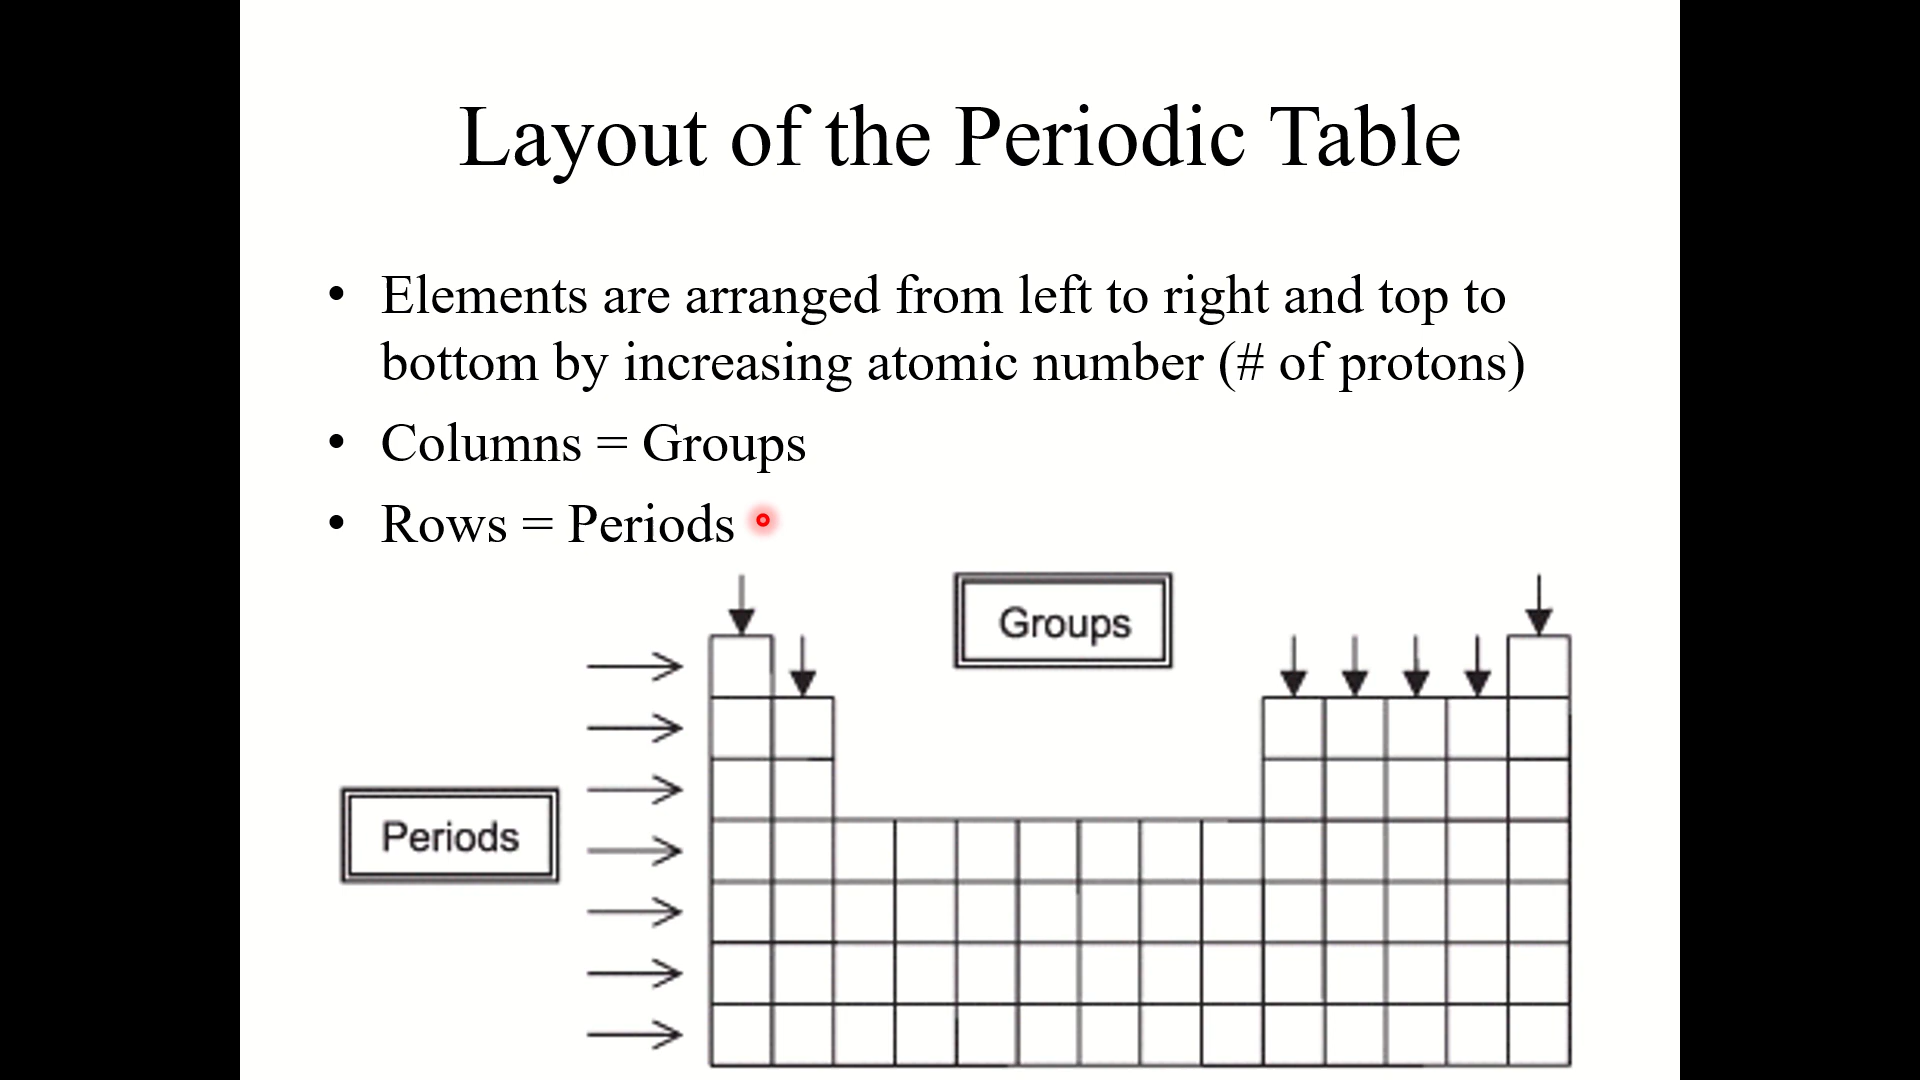 Layout of the Periodic Table
• Elements are arranged from left to right and top to
bottom by increasing atomic number (# of protons)
• Columns = Groups
• Rows = Periods
Groups
Periods